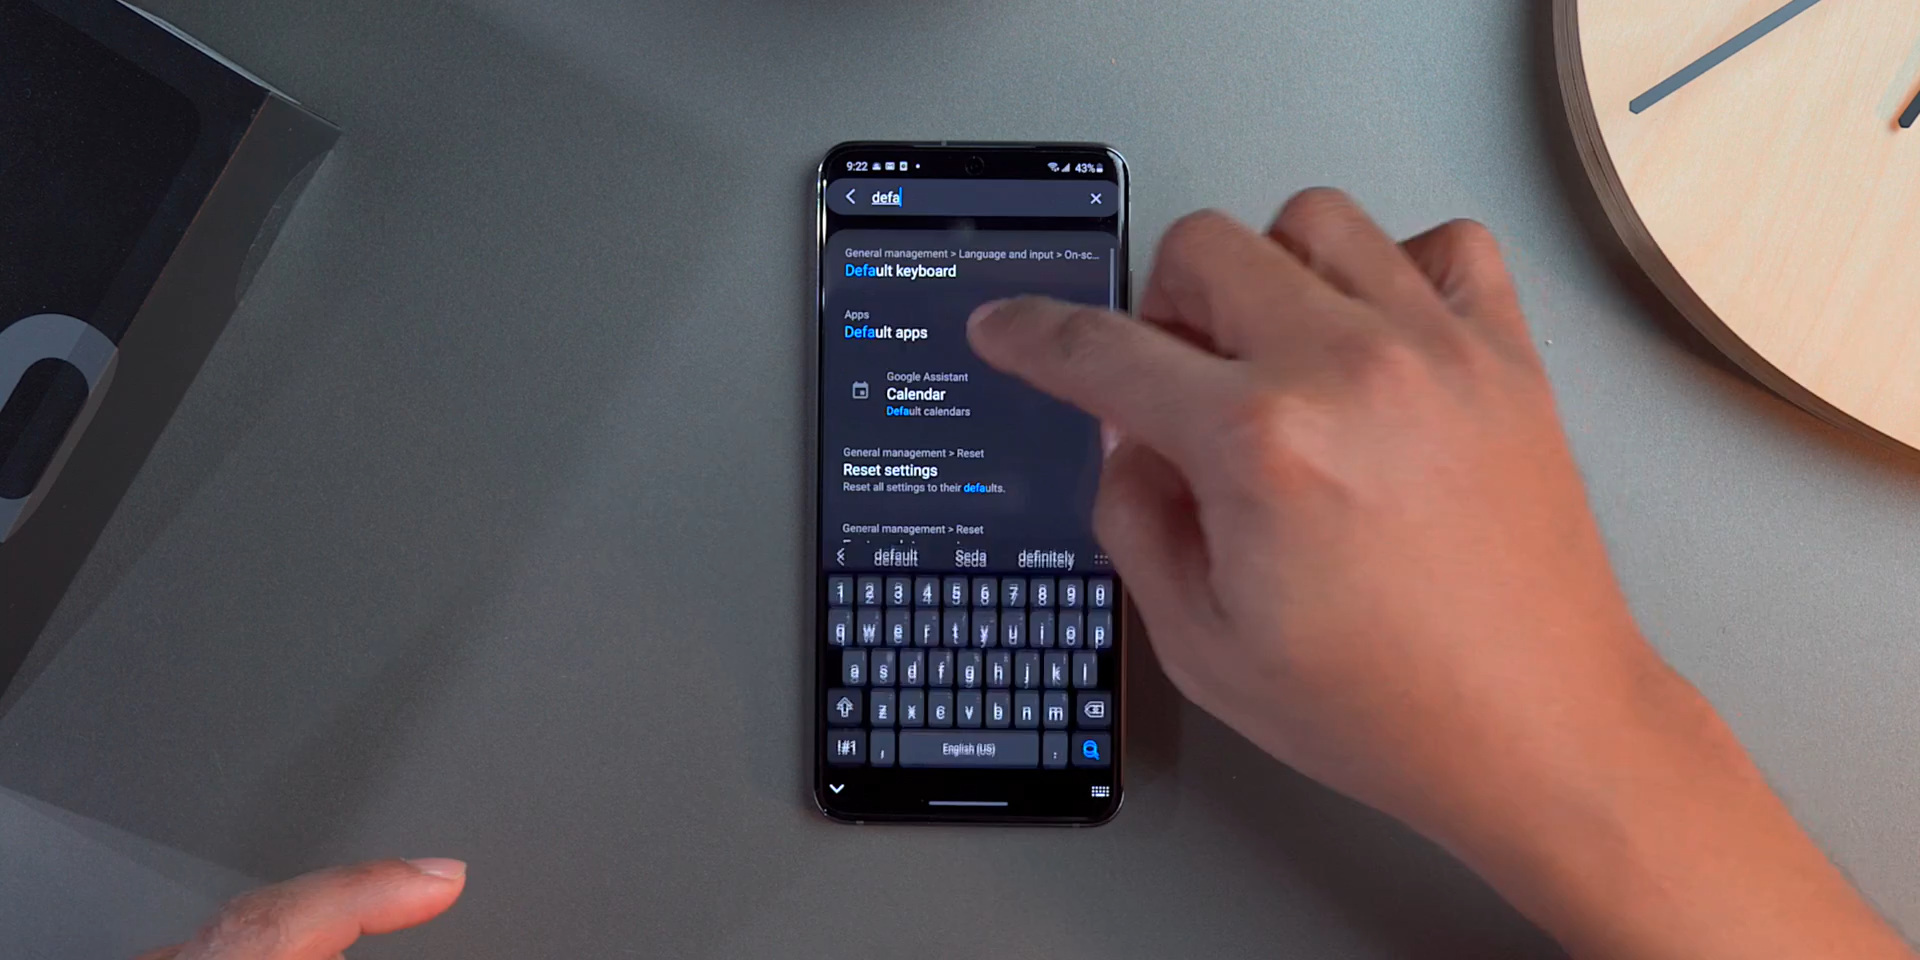 9:22
43%
defa
General management > Language and input > On-sc...
Default keyboard
Apps
Default apps
Google Assistant
Calendar
Default calendars
General management > Reset
Reset settings
Reset all settings to their defaults.
General management > Reset
default Seda definitely
1 2 3 4 5 6 7 8 9 0
q w e r t y u i o p
a s d f g h j k l
z x c v b n m
!#1 , English (US) .